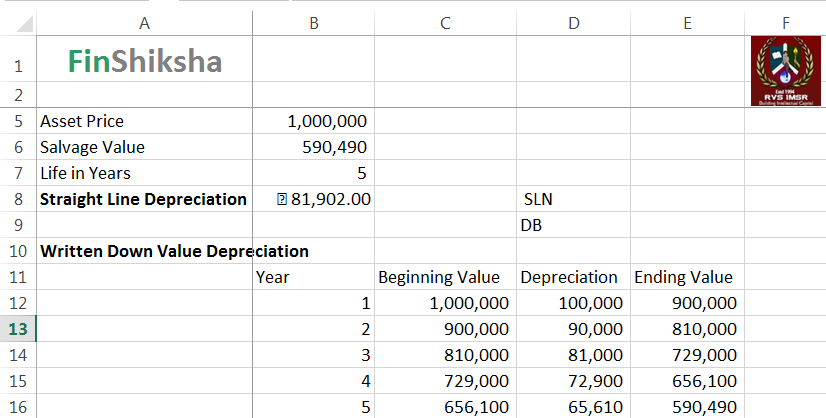 A B C D E F
1 FinShiksha Estd 1994
RVS IMSR
Building Intellectual Capital
2
5 Asset Price 1,000,000
6 Salvage Value 590,490
7 Life in Years 5
8 Straight Line Depreciation 81,902.00 SLN
9 DB
10 Written Down Value Depreciation
11 Year Beginning Value Depreciation Ending Value
12 1 1,000,000 100,000 900,000
13 2 900,000 90,000 810,000
14 3 810,000 81,000 729,000
15 4 729,000 72,900 656,100
16 5 656,100 65,610 590,490